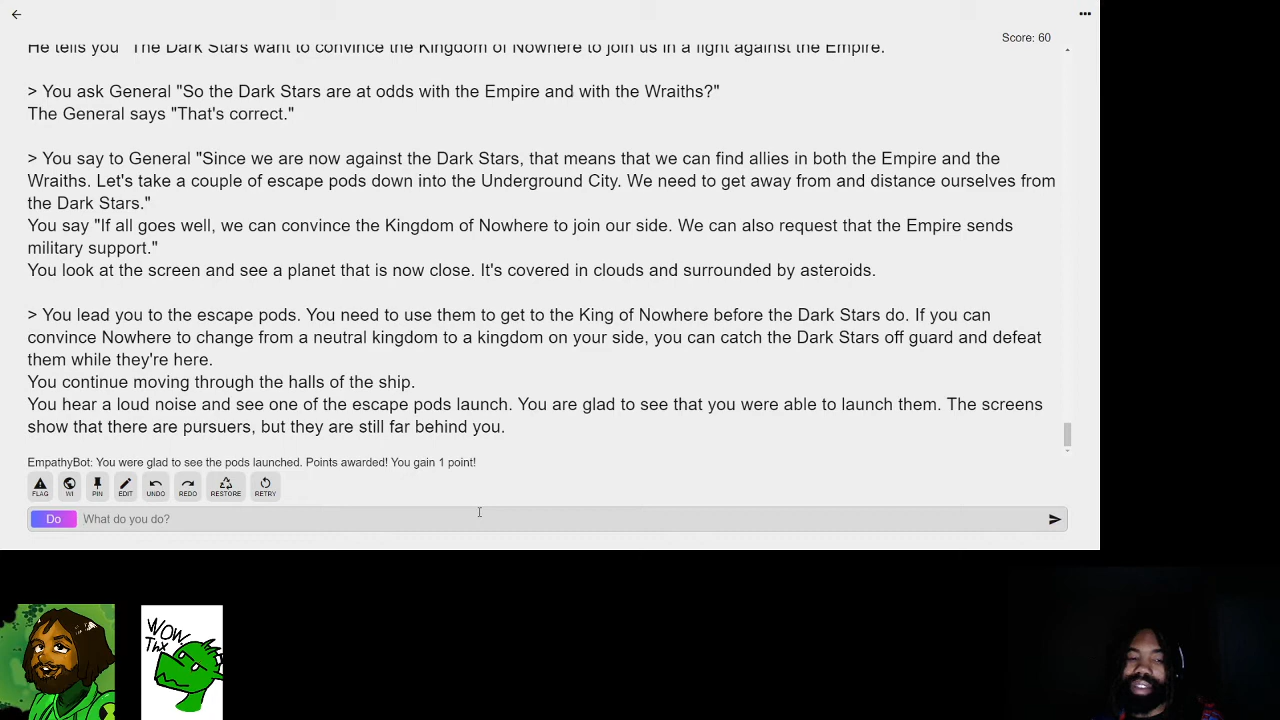 Score: 60
He tells you "The Dark Stars want to convince the Kingdom of Nowhere to join us in a fight against the Empire.
> You ask General "So the Dark Stars are at odds with the Empire and with the Wraiths?"
The General says "That's correct."
> You say to General "Since we are now against the Dark Stars, that means that we can find allies in both the Empire and the
Wraiths. Let's take a couple of escape pods down into the Underground City. We need to get away from and distance ourselves from
the Dark Stars."
You say "If all goes well, we can convince the Kingdom of Nowhere to join our side. We can also request that the Empire sends
military support."
You look at the screen and see a planet that is now close. It's covered in clouds and surrounded by asteroids.
> You lead you to the escape pods. You need to use them to get to the King of Nowhere before the Dark Stars do. If you can
convince Nowhere to change from a neutral kingdom to a kingdom on your side, you can catch the Dark Stars off guard and defeat
them while they're here.
You continue moving through the halls of the ship.
You hear a loud noise and see one of the escape pods launch. You are glad to see that you were able to launch them. The screens
show that there are pursuers, but they are still far behind you.
EmpathyBot: You were glad to see the pods launched. Points awarded! You gain 1 point!
FLAG WI PIN EDIT UNDO REDO RESTORE RETRY
Do What do you do?
WOW
Thx